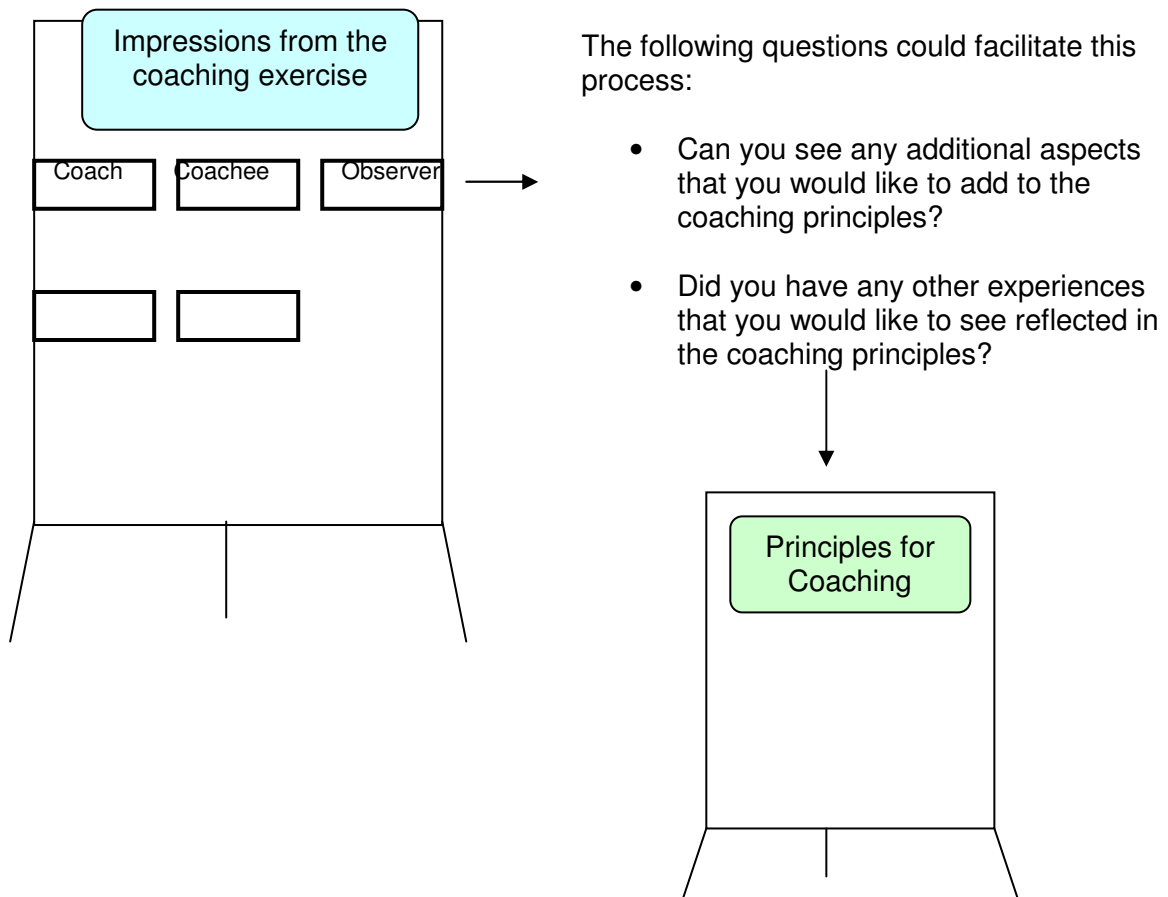 Impressions from the
coaching exercise
Coach
Coachee
Observer
The following questions could facilitate this
process:
• Can you see any additional aspects
that you would like to add to the
coaching principles?
• Did you have any other experiences
that you would like to see reflected in
the coaching principles?
Principles for
Coaching